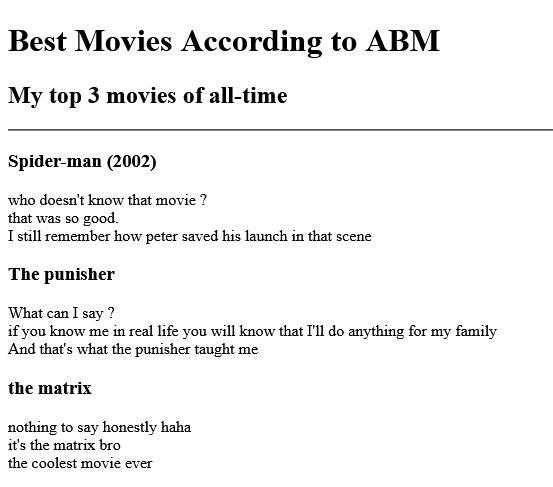 Best Movies According to ABM
My top 3 movies of all-time
Spider-man (2002)
who doesn't know that movie ?
that was so good.
I still remember how peter saved his launch in that scene
The punisher
What can I say ?
if you know me in real life you will know that I'll do anything for my family
And that's what the punisher taught me
the matrix
nothing to say honestly haha
it's the matrix bro
the coolest movie ever